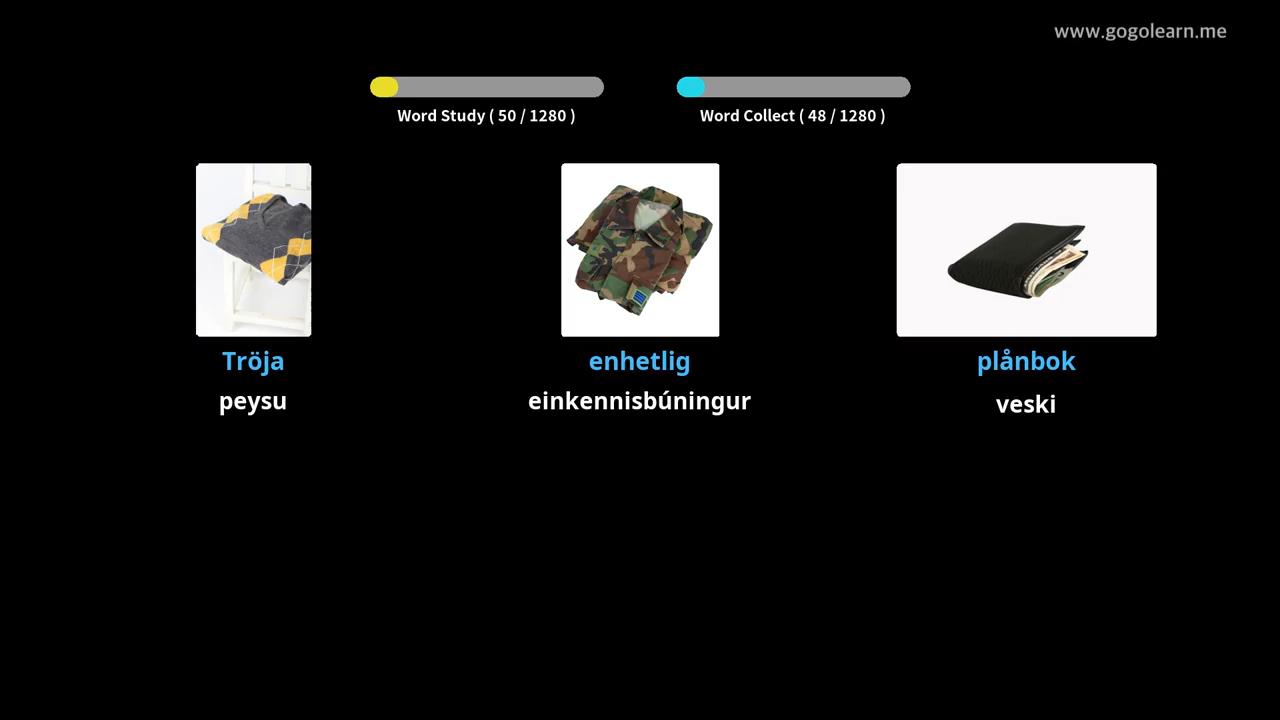 www.gogolearn.me
Word Study ( 50 / 1280 )
Word Collect ( 48 / 1280 )
Tröja
enhetlig
plånbok
peysu
einkennisbúningur
veski